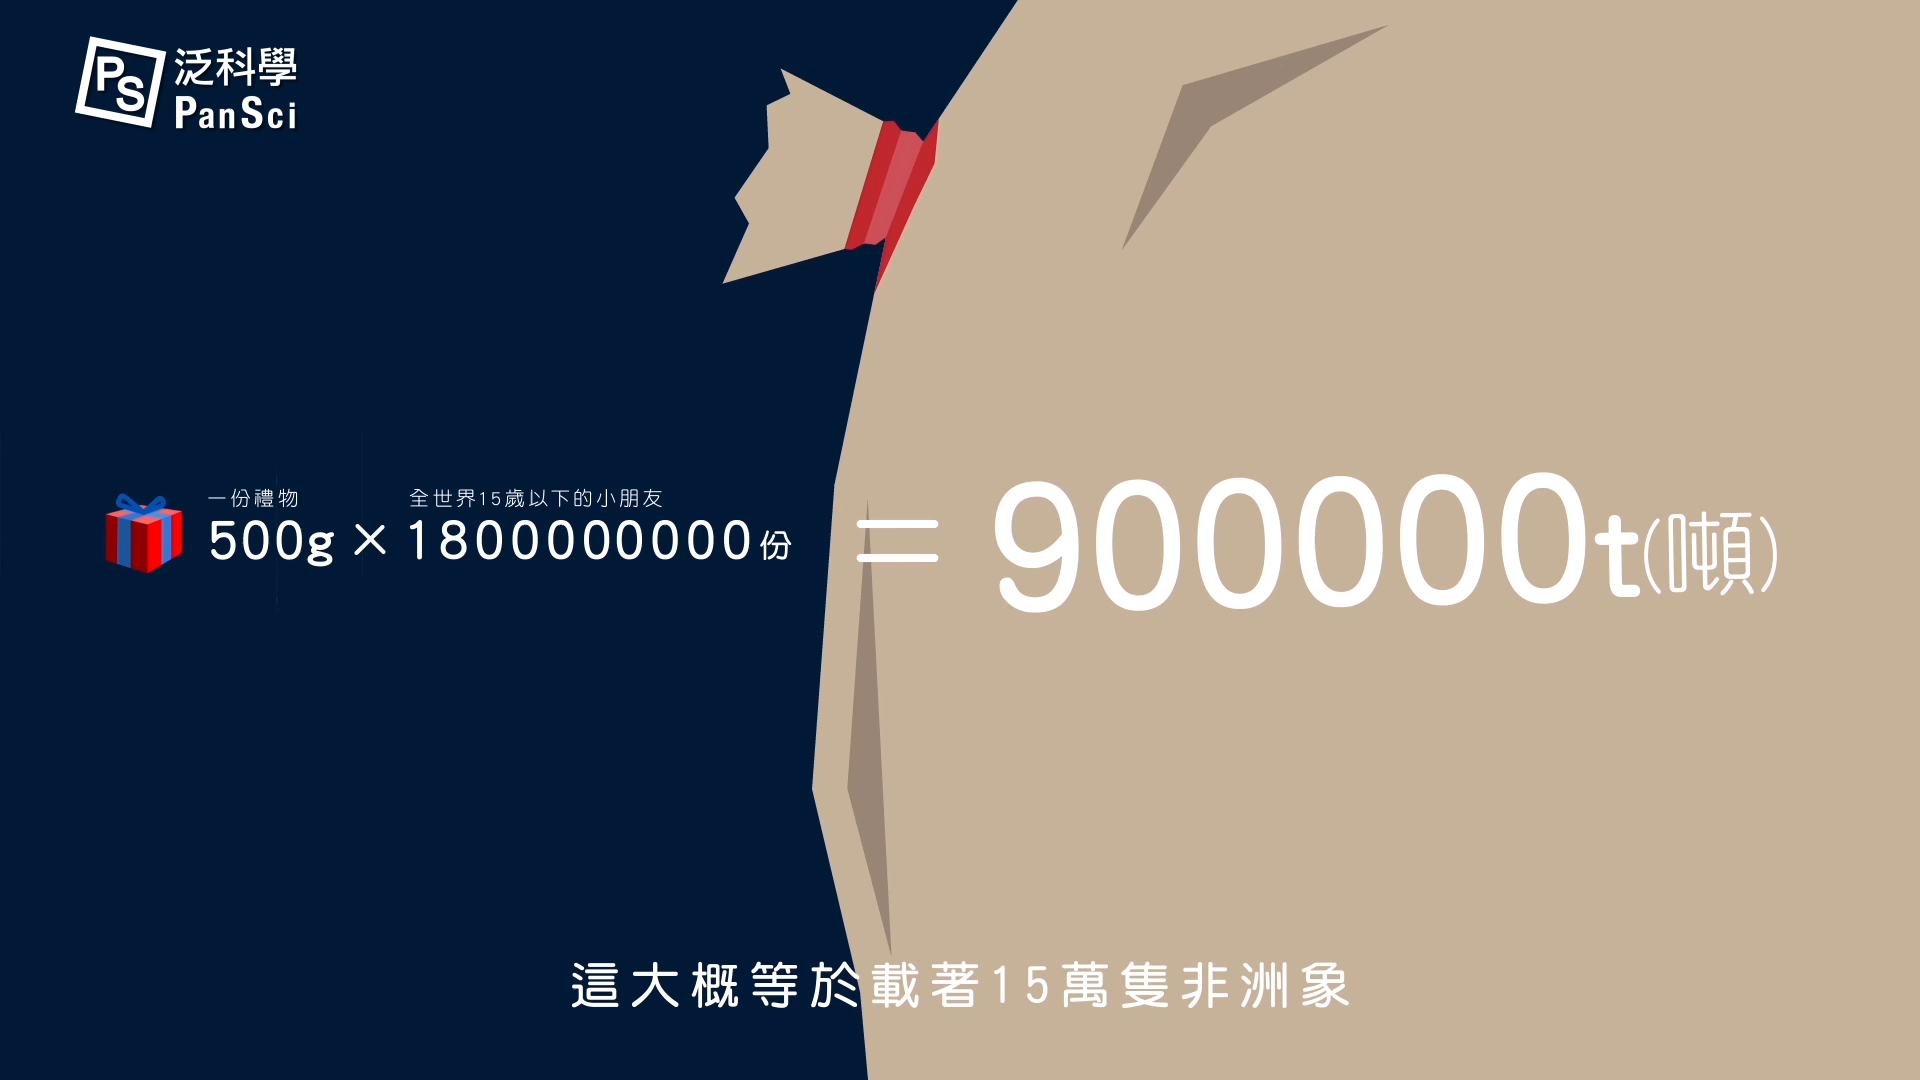 PS
泛科學
PanSci
一份禮物
全世界15歲以下的小朋友
500g × 1800000000份 = 900000t(噸)
這大概等於載著15萬隻非洲象